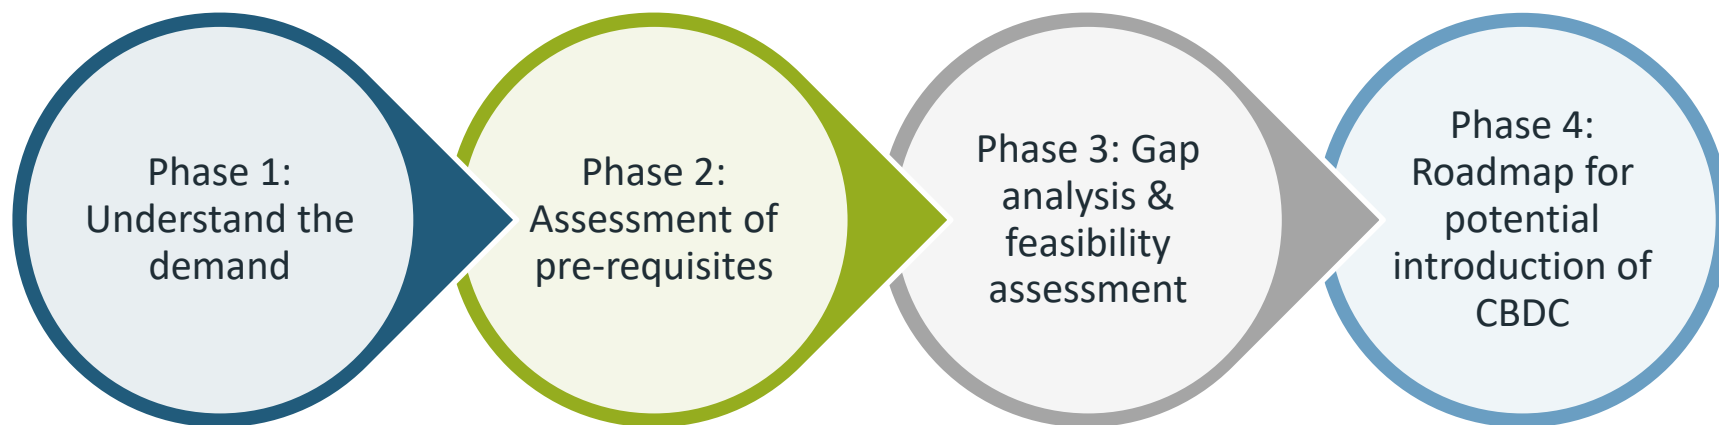 Phase 1:
Understand the
demand
Phase 2:
Assessment of
pre-requisites
Phase 3: Gap
analysis &
feasibility
assessment
Phase 4:
Roadmap for
potential
introduction of
CBDC